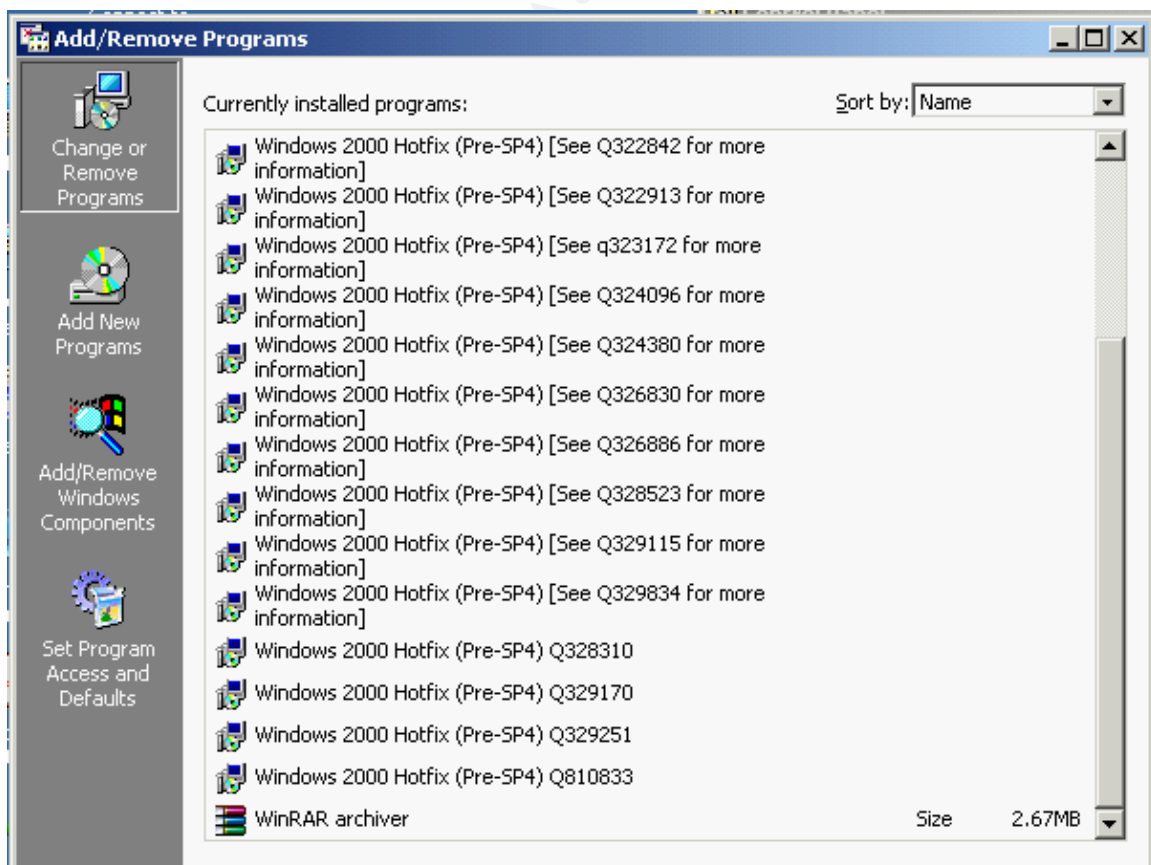 Add/Remove Programs
Change or
Remove
Programs
Add New
Programs
Add/Remove
Windows
Components
Set Program
Access and
Defaults
Currently installed programs:
Sort by: Name
Windows 2000 Hotfix (Pre-SP4) [See Q322842 for more
information]
Windows 2000 Hotfix (Pre-SP4) [See Q322913 for more
information]
Windows 2000 Hotfix (Pre-SP4) [See q323172 for more
information]
Windows 2000 Hotfix (Pre-SP4) [See Q324096 for more
information]
Windows 2000 Hotfix (Pre-SP4) [See Q324380 for more
information]
Windows 2000 Hotfix (Pre-SP4) [See Q326830 for more
information]
Windows 2000 Hotfix (Pre-SP4) [See Q326886 for more
information]
Windows 2000 Hotfix (Pre-SP4) [See Q328523 for more
information]
Windows 2000 Hotfix (Pre-SP4) [See Q329115 for more
information]
Windows 2000 Hotfix (Pre-SP4) [See Q329834 for more
information]
Windows 2000 Hotfix (Pre-SP4) Q328310
Windows 2000 Hotfix (Pre-SP4) Q329170
Windows 2000 Hotfix (Pre-SP4) Q329251
Windows 2000 Hotfix (Pre-SP4) Q810833
WinRAR archiver Size 2.67MB